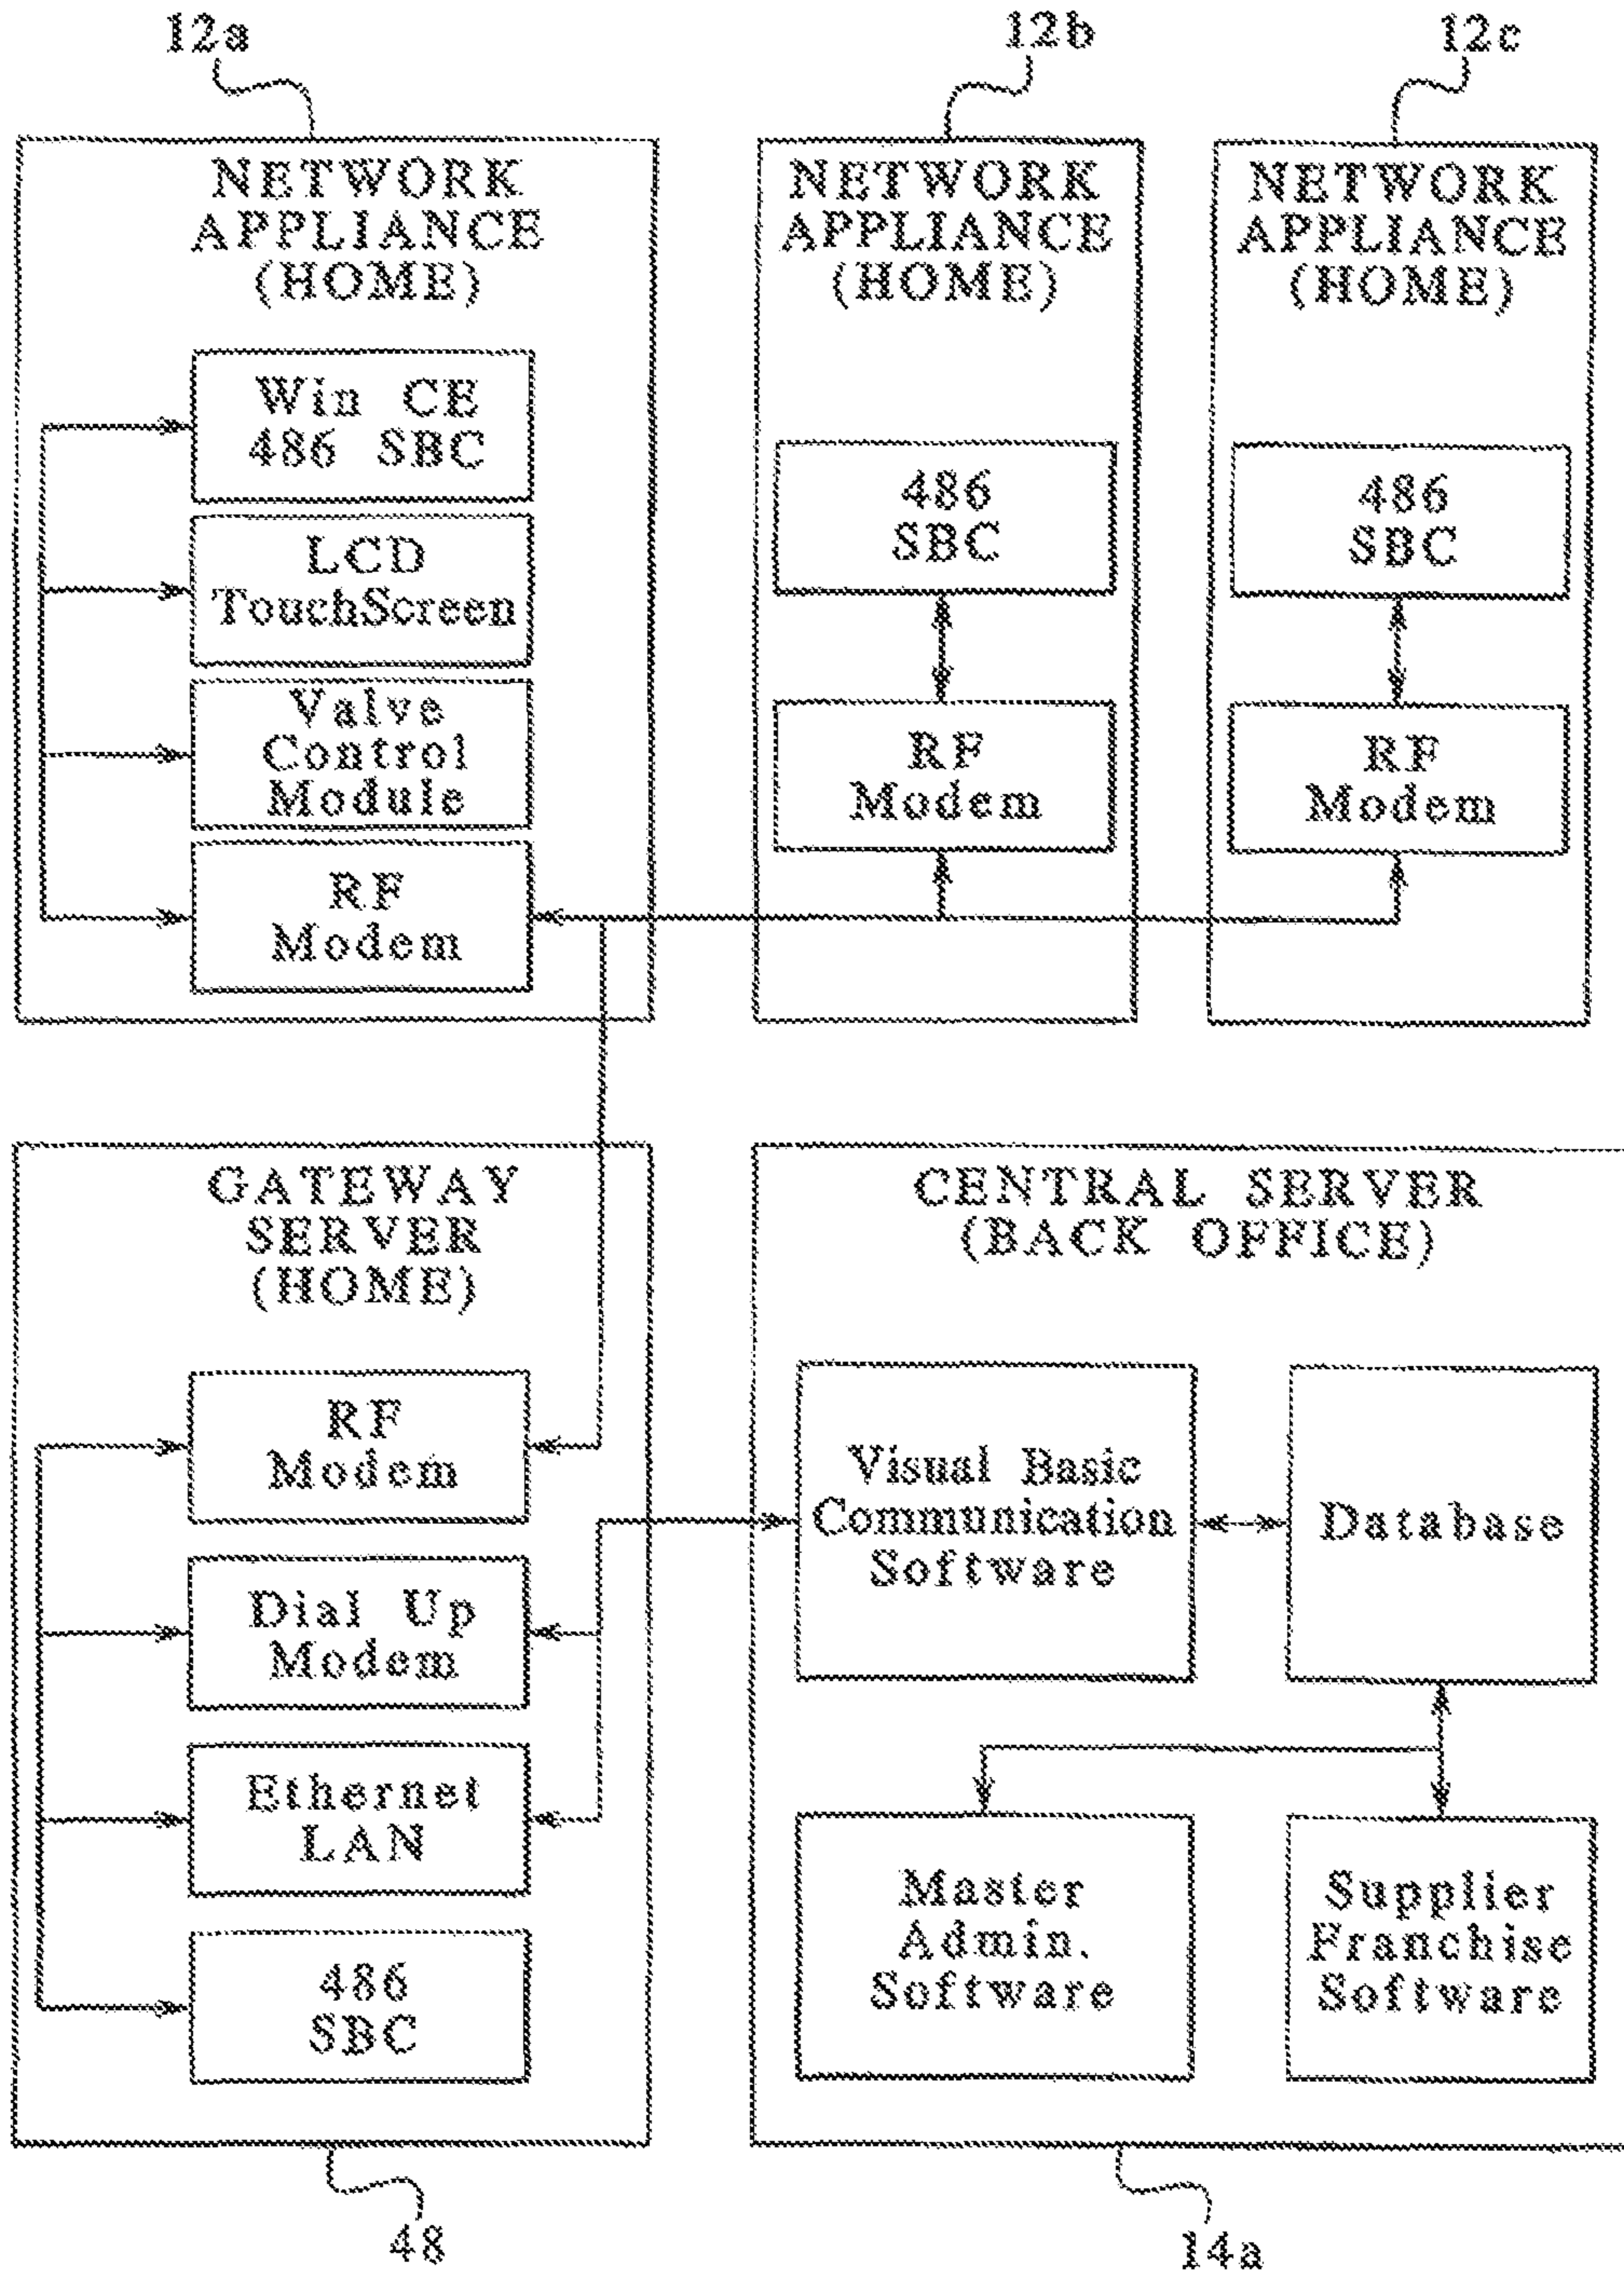 12a
12b
12c
NETWORK
APPLIANCE
(HOME)
Win CE
486 SBC
LCD
TouchScreen
Valve
Control
Module
RF
Modem
NETWORK
APPLIANCE
(HOME)
486
SBC
RF
Modem
NETWORK
APPLIANCE
(HOME)
486
SBC
RF
Modem
GATEWAY
SERVER
(HOME)
RF
Modem
Dial Up
Modem
Ethernet
LAN
486
SBC
CENTRAL SERVER
(BACK OFFICE)
Visual Basic
Communication
Software
Database
Master
Admin.
Software
Supplier
Franchise
Software
48
14a